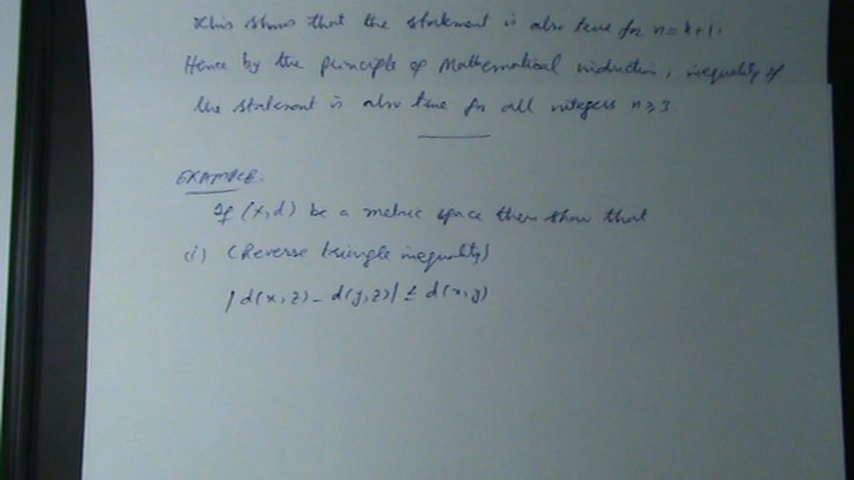 This shows that the statement is also true for n=k+1.
Hence by the principle of Mathematical induction, inequality of
the statement is also true for all integers n ≥ 3.
EXAMPLE.
If (X,d) be a metric space then show that
(i) (Reverse triangle inequality)
|d(x,z) - d(y,z)| ≤ d(x,y)